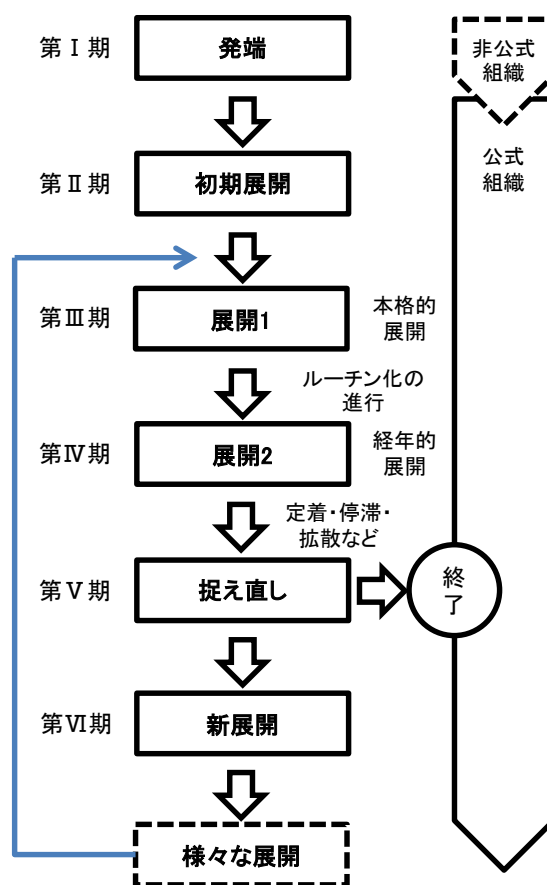 第Ⅰ期
発端
非公式
組織
第Ⅱ期
初期展開
公式
組織
第Ⅲ期
展開1
本格的
展開
ルーチン化の
進行
第Ⅳ期
展開2
経年的
展開
定着・停滞・
拡散など
第Ⅴ期
捉え直し
終
了
第Ⅵ期
新展開
様々な展開